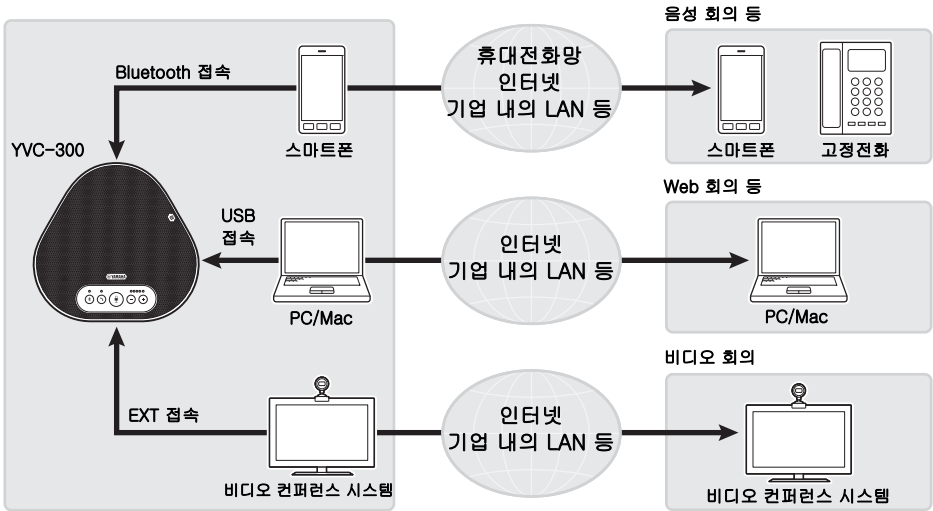 음성 회의 등
휴대전화망
인터넷
기업 내의 LAN 등
Bluetooth 접속
YVC-300
스마트폰
스마트폰
고정전화
Web 회의 등
USB
접속
인터넷
기업 내의 LAN 등
YAMAHA
PC/Mac
PC/Mac
비디오 회의
EXT 접속
인터넷
기업 내의 LAN 등
비디오 컨퍼런스 시스템
비디오 컨퍼런스 시스템